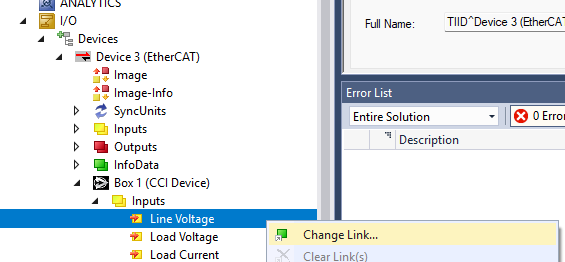 ANALYTICS
I/O
Devices
Device 3 (EtherCAT)
Image
Image-Info
SyncUnits
Inputs
Outputs
InfoData
Box 1 (CCI Device)
Inputs
Line Voltage
Load Voltage
Load Current
Full Name:
TIID^Device 3 (EtherCAT
Error List
Entire Solution
0 Erro
Description
Change Link...
Clear Link(s)